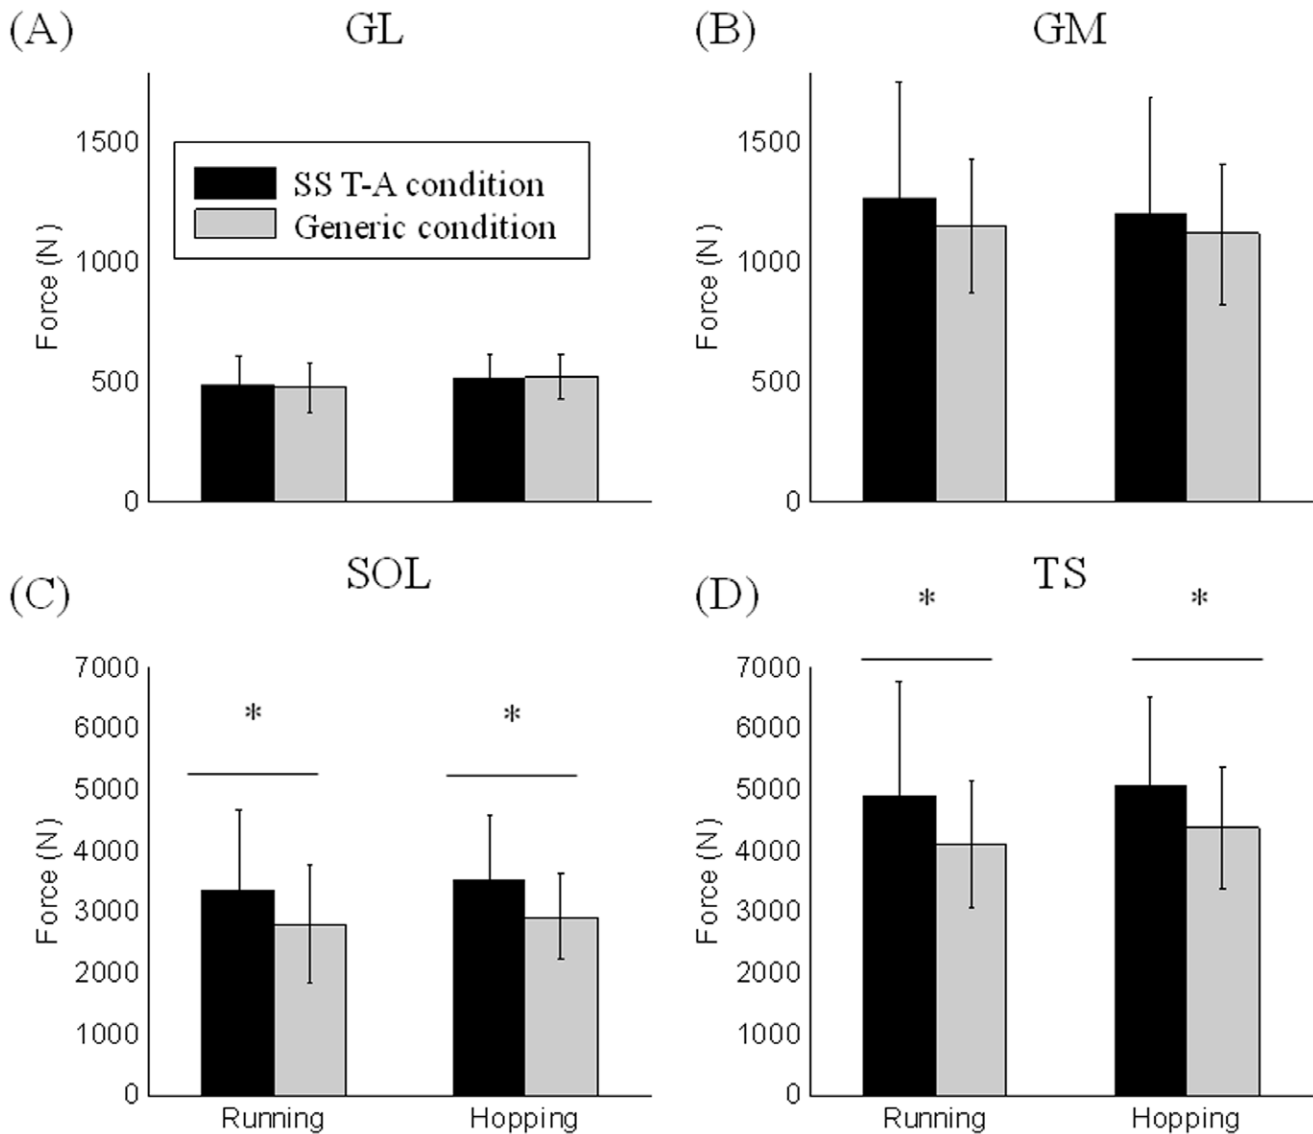 (A) GL
1500
1000
500
0
Force (N)
SS T-A condition
Generic condition
(B) GM
1500
1000
500
0
Force (N)
(C) SOL
7000
6000
5000
4000
3000
2000
1000
0
Force (N)
*
*
Running Hopping
(D) TS
*
*
7000
6000
5000
4000
3000
2000
1000
0
Force (N)
Running Hopping